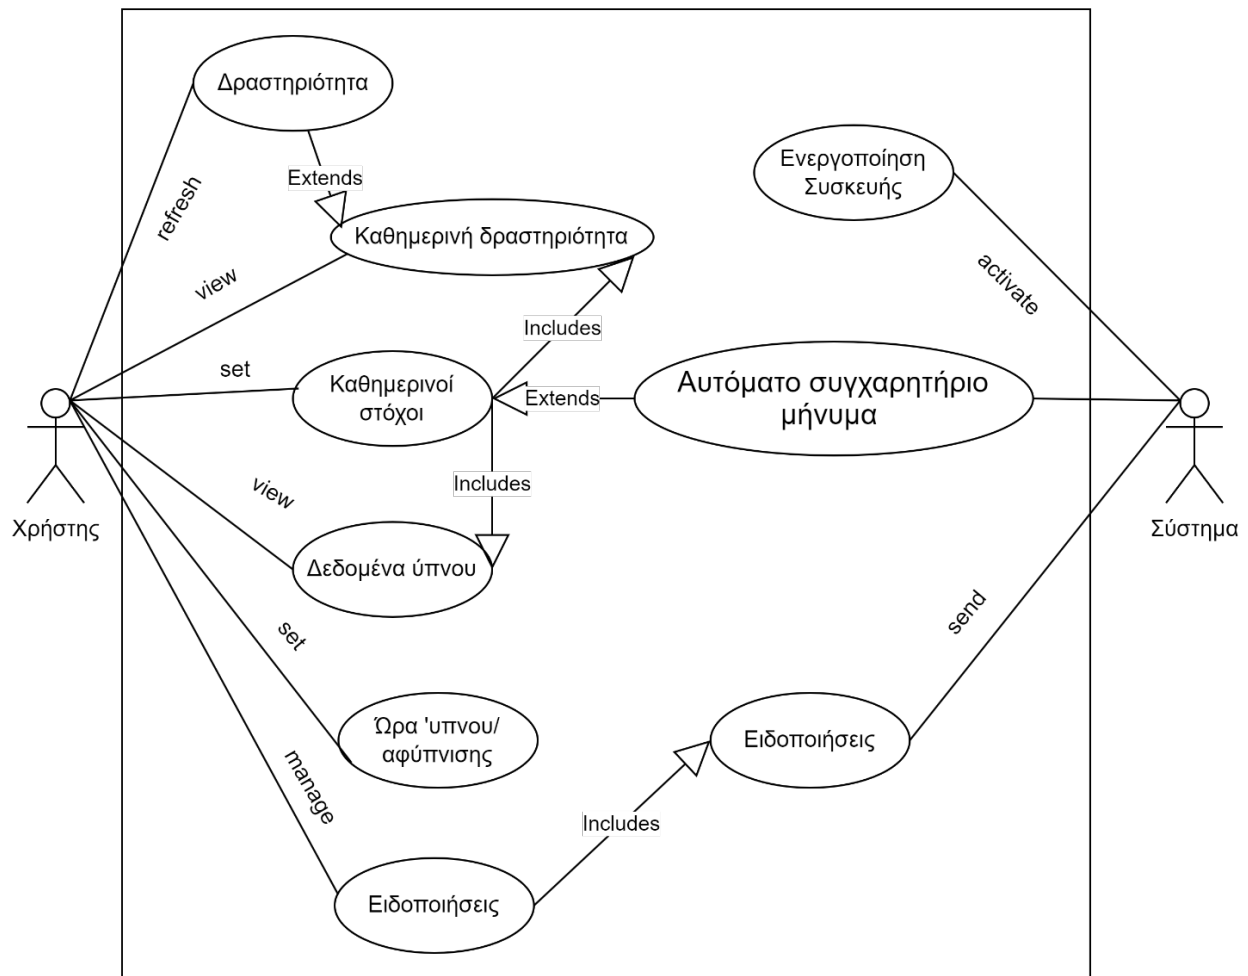 Δραστηριότητα
Ενεργοποίηση
Συσκευής
Extends
refresh
Καθημερινή δραστηριότητα
view
activate
Includes
set
Καθημερινοί
στόχοι
Extends
Αυτόματο συγχαρητήριο
μήνυμα
Includes
view
Χρήστης
Σύστημα
Δεδομένα ύπνου
send
set
Ώρα 'υπνου/
αφύπνισης
Ειδοποιήσεις
manage
Includes
Ειδοποιήσεις